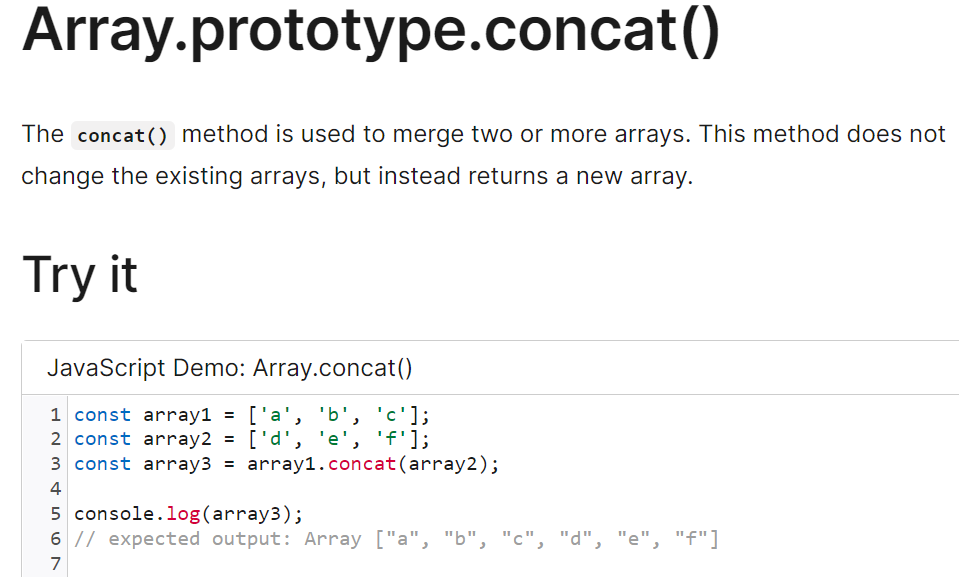 Array.prototype.concat()
The concat() method is used to merge two or more arrays. This method does not
change the existing arrays, but instead returns a new array.
Try it
JavaScript Demo: Array.concat()
1 const array1 = ['a', 'b', 'c'];
2 const array2 = ['d', 'e', 'f'];
3 const array3 = array1.concat(array2);
4
5 console.log(array3);
6 // expected output: Array ["a", "b", "c", "d", "e", "f"]
7